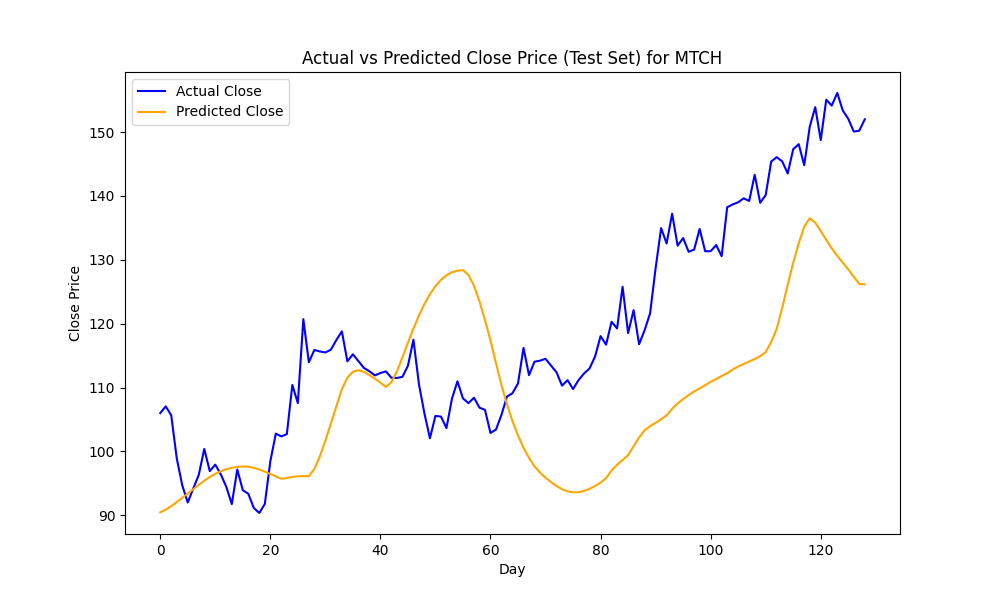 Actual vs Predicted Close Price (Test Set) for MTCH
Actual Close
Predicted Close
Close Price
150
140
130
120
110
100
90
0 20 40 60 80 100 120
Day